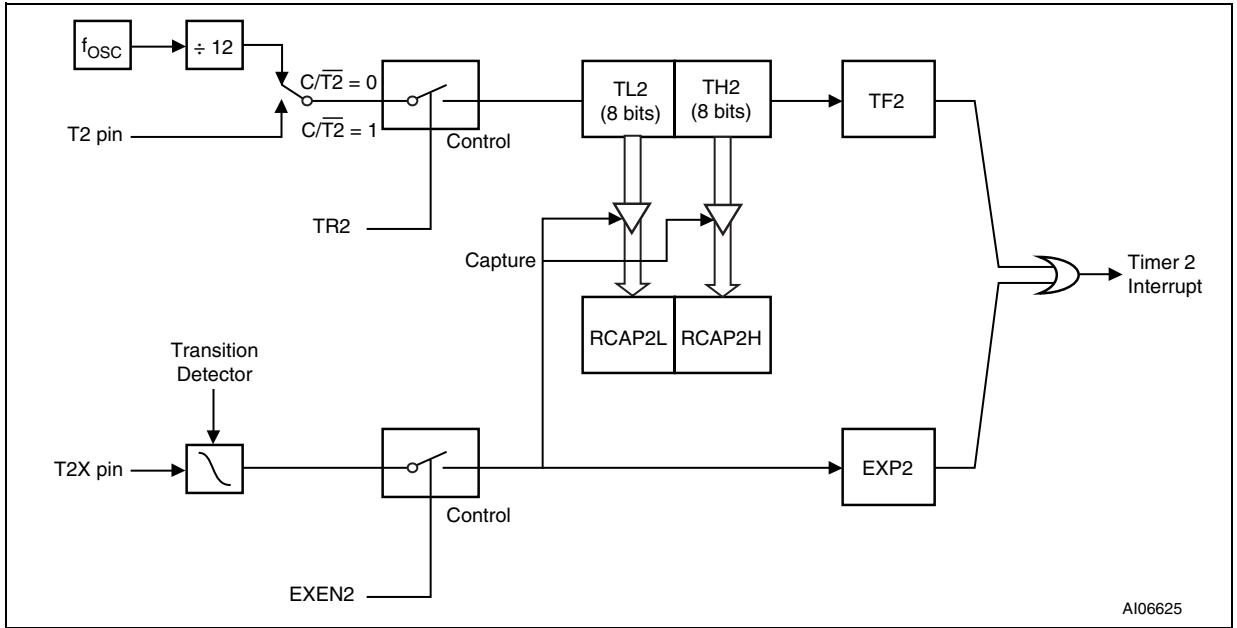 fOSC
÷ 12
C/T2 = 0
T2 pin
C/T2 = 1
Control
TR2
TL2
(8 bits)
TH2
(8 bits)
TF2
Capture
RCAP2L
RCAP2H
Timer 2
Interrupt
Transition
Detector
T2X pin
Control
EXP2
EXEN2
AI06625